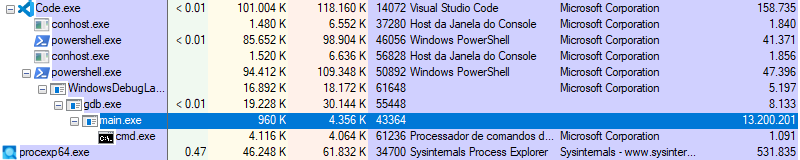 Code.exe < 0.01 101.004 K 118.160 K 14072 Visual Studio Code Microsoft Corporation 158.735
conhost.exe 1.480 K 6.552 K 37280 Host da Janela do Console Microsoft Corporation 1.864
powershell.exe < 0.01 85.652 K 98.904 K 46056 Windows PowerShell Microsoft Corporation 41.371
conhost.exe 1.520 K 6.636 K 56828 Host da Janela do Console Microsoft Corporation 1.856
powershell.exe 94.412 K 109.348 K 50892 Windows PowerShell Microsoft Corporation 47.396
WindowsDebugLa... 16.892 K 18.172 K 61648 5.197
gdb.exe < 0.01 19.228 K 30.144 K 55448 8.133
main.exe 960 K 4.356 K 43364 13.200.201
cmd.exe 4.116 K 4.064 K 61236 Processador de comandos d... Microsoft Corporation 1.091
procexp64.exe 0.47 46.248 K 61.832 K 34700 Sysinternals Process Explorer Sysinternals - www.sysinter... 531.835